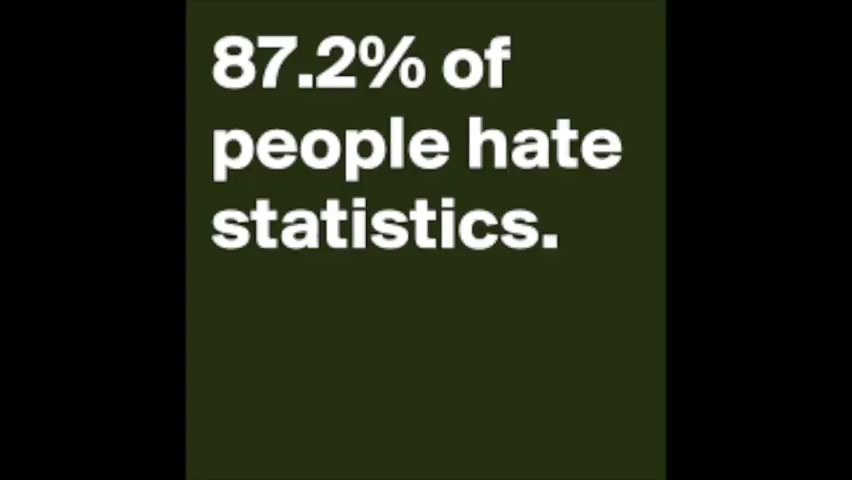 87.2% of
people hate
statistics.